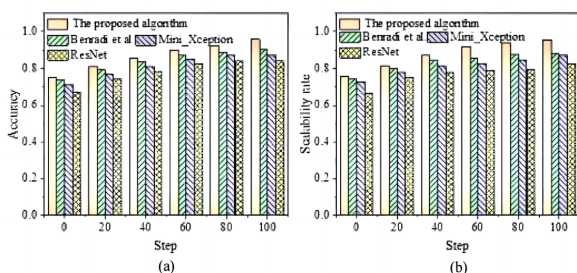 The proposed algorithm
Benradi et al.
Mini_Xception
ResNet
1.0
0.8
0.6
0.4
0.2
0.0
Accuracy
0 20 40 60 80 100
Step
(a)
The proposed algorithm
Benradi et al.
Mini_Xception
ResNet
1.0
0.8
0.6
0.4
0.2
0.0
Scalability rate
0 20 40 60 80 100
Step
(b)